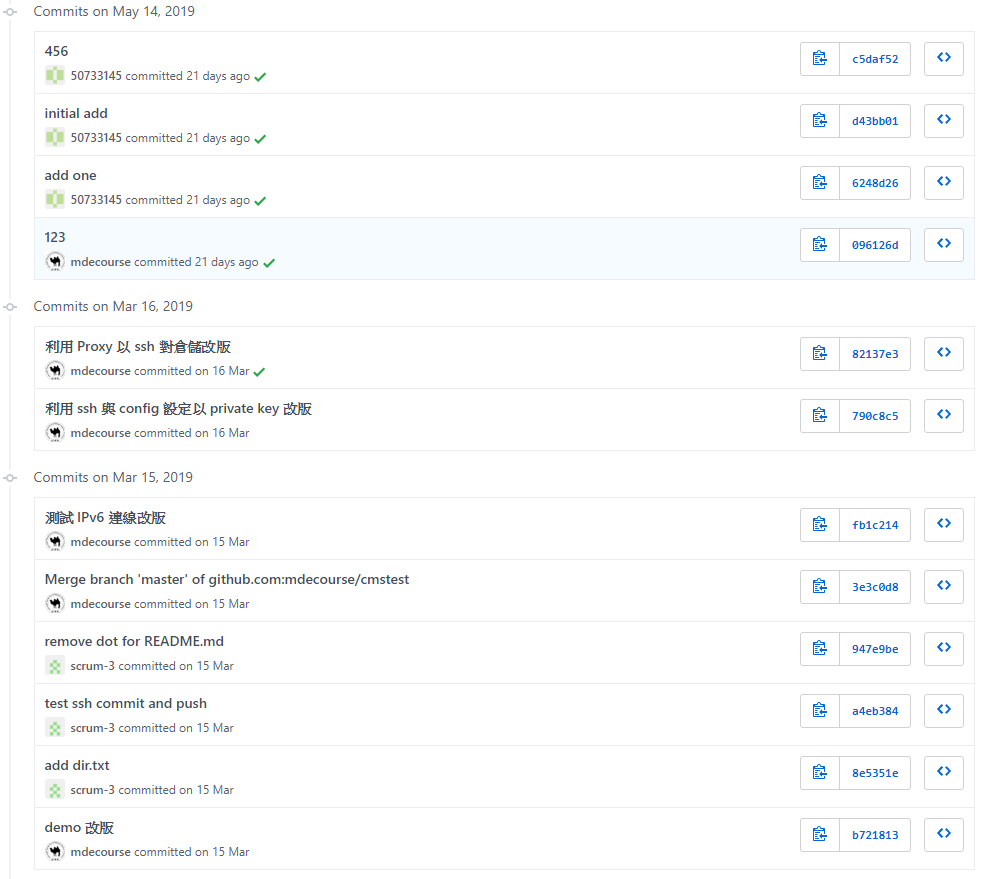 Commits on May 14, 2019
456
50733145 committed 21 days ago
c5daf52
initial add
50733145 committed 21 days ago
d43bb01
add one
50733145 committed 21 days ago
6248d26
123
mdecourse committed 21 days ago
096126d
Commits on Mar 16, 2019
利用 Proxy 以 ssh 對倉儲改版
mdecourse committed on 16 Mar
82137e3
利用 ssh 與 config 設定以 private key 改版
mdecourse committed on 16 Mar
790c8c5
Commits on Mar 15, 2019
測試 IPv6 連線改版
mdecourse committed on 15 Mar
fb1c214
Merge branch 'master' of github.com:mdecourse/cmstest
mdecourse committed on 15 Mar
3e3c0d8
remove dot for README.md
scrum-3 committed on 15 Mar
947e9be
test ssh commit and push
scrum-3 committed on 15 Mar
a4eb384
add dir.txt
scrum-3 committed on 15 Mar
8e5351e
demo 改版
mdecourse committed on 15 Mar
b721813